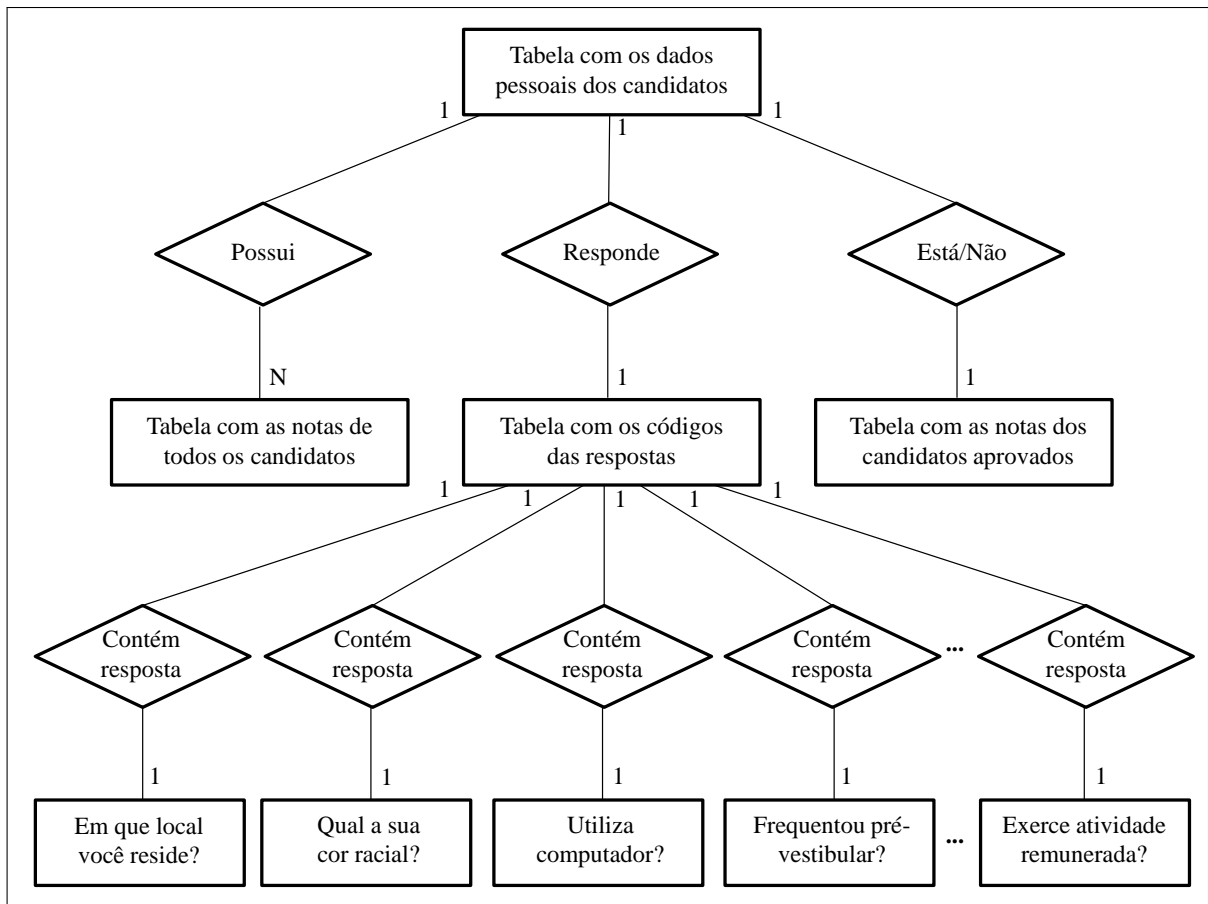 Tabela com os dados
pessoais dos candidatos
1
1
1
Possui
Responde
Está/Não
N
1
1
Tabela com as notas de
todos os candidatos
Tabela com os códigos
das respostas
Tabela com as notas dos
candidatos aprovados
1
1
1
1
1
Contém
resposta
Contém
resposta
Contém
resposta
Contém
resposta
...
Contém
resposta
1
1
1
1
1
Em que local
você reside?
Qual a sua
cor racial?
Utiliza
computador?
Frequentou pré-
vestibular?
...
Exerce atividade
remunerada?